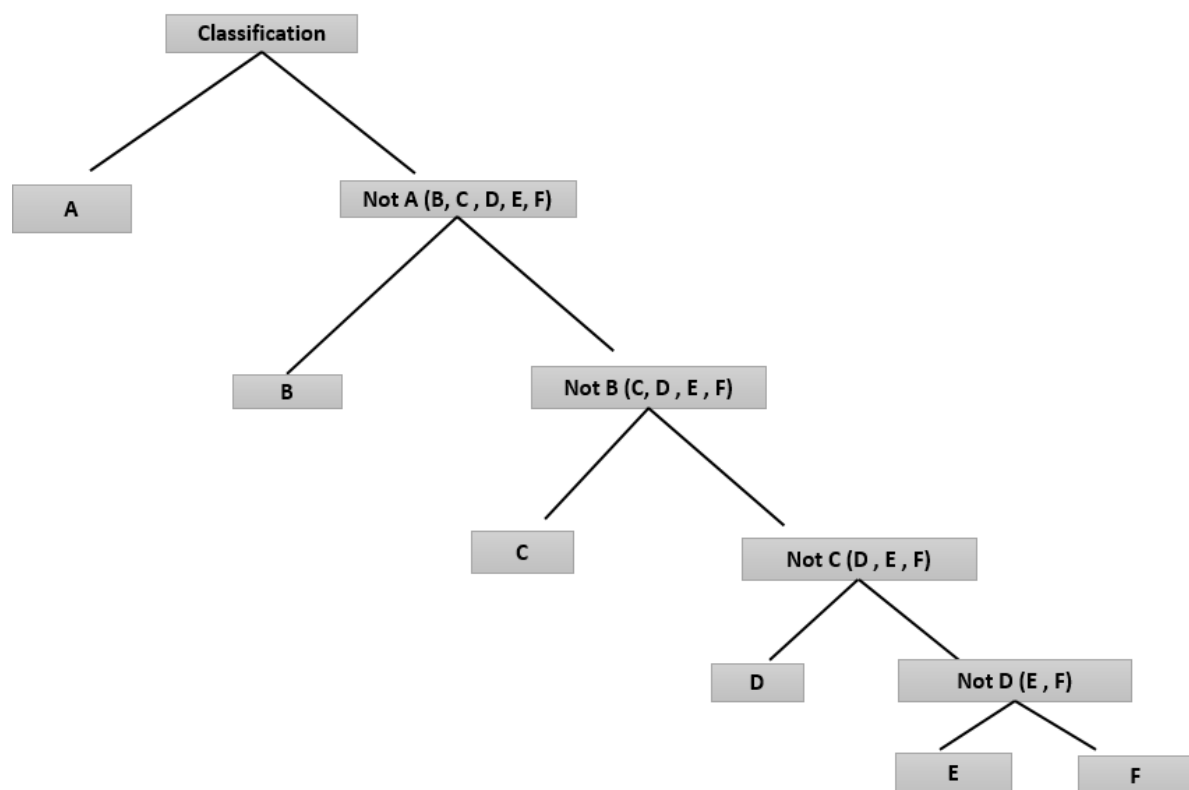 Classification
A
Not A (B, C , D, E, F)
B
Not B (C, D , E , F)
C
Not C (D , E , F)
D
Not D (E , F)
E
F